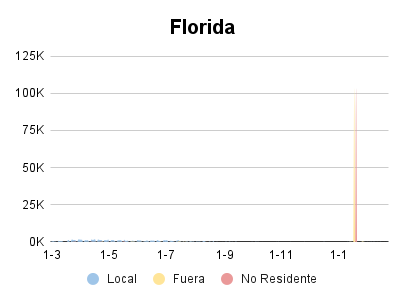 Florida
125K
100K
75K
50K
25K
0K
1-3 1-5 1-7 1-9 1-11 1-1
Local Fuera No Residente